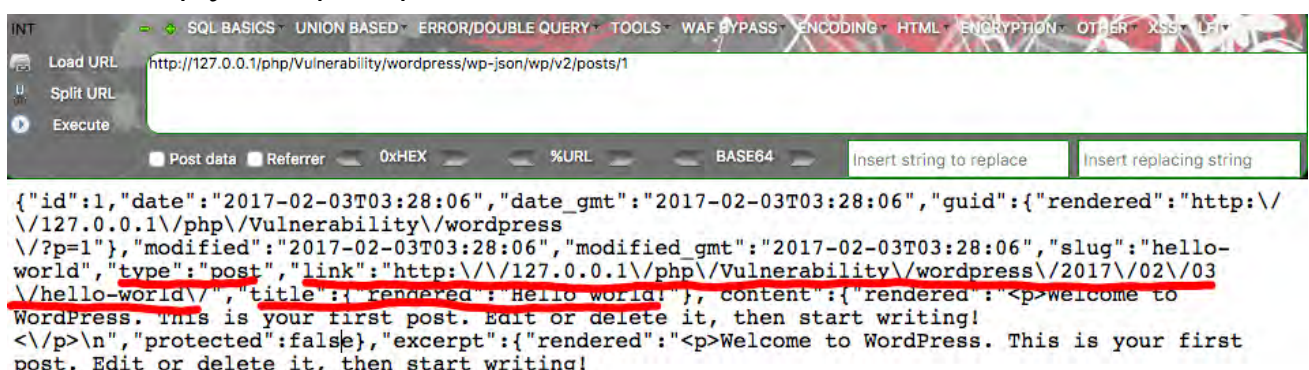 INT SQL BASICS UNION BASED ERROR/DOUBLE QUERY TOOLS WAF BYPASS ENCODING HTML ENCRYPTION OTHER XSS LFI
Load URL http://127.0.0.1/php/Vulnerability/wordpress/wp-json/wp/v2/posts/1
Split URL
Execute
Post data Referrer 0xHEX %URL BASE64 Insert string to replace Insert replacing string
{"id":1,"date":"2017-02-03T03:28:06","date_gmt":"2017-02-03T03:28:06","guid":{"rendered":"http:\/
\/127.0.0.1\/php\/Vulnerability\/wordpress
\/?p=1"},"modified":"2017-02-03T03:28:06","modified_gmt":"2017-02-03T03:28:06","slug":"hello-
world","type":"post","link":"http:\/\/127.0.0.1\/php\/Vulnerability\/wordpress\/2017\/02\/03
\/hello-world\/","title":{"rendered":"Hello world!"},"content":{"rendered":"<p>Welcome to
WordPress. This is your first post. Edit or delete it, then start writing!
<\/p>\n","protected":false},"excerpt":{"rendered":"<p>Welcome to WordPress. This is your first
post. Edit or delete it, then start writing!